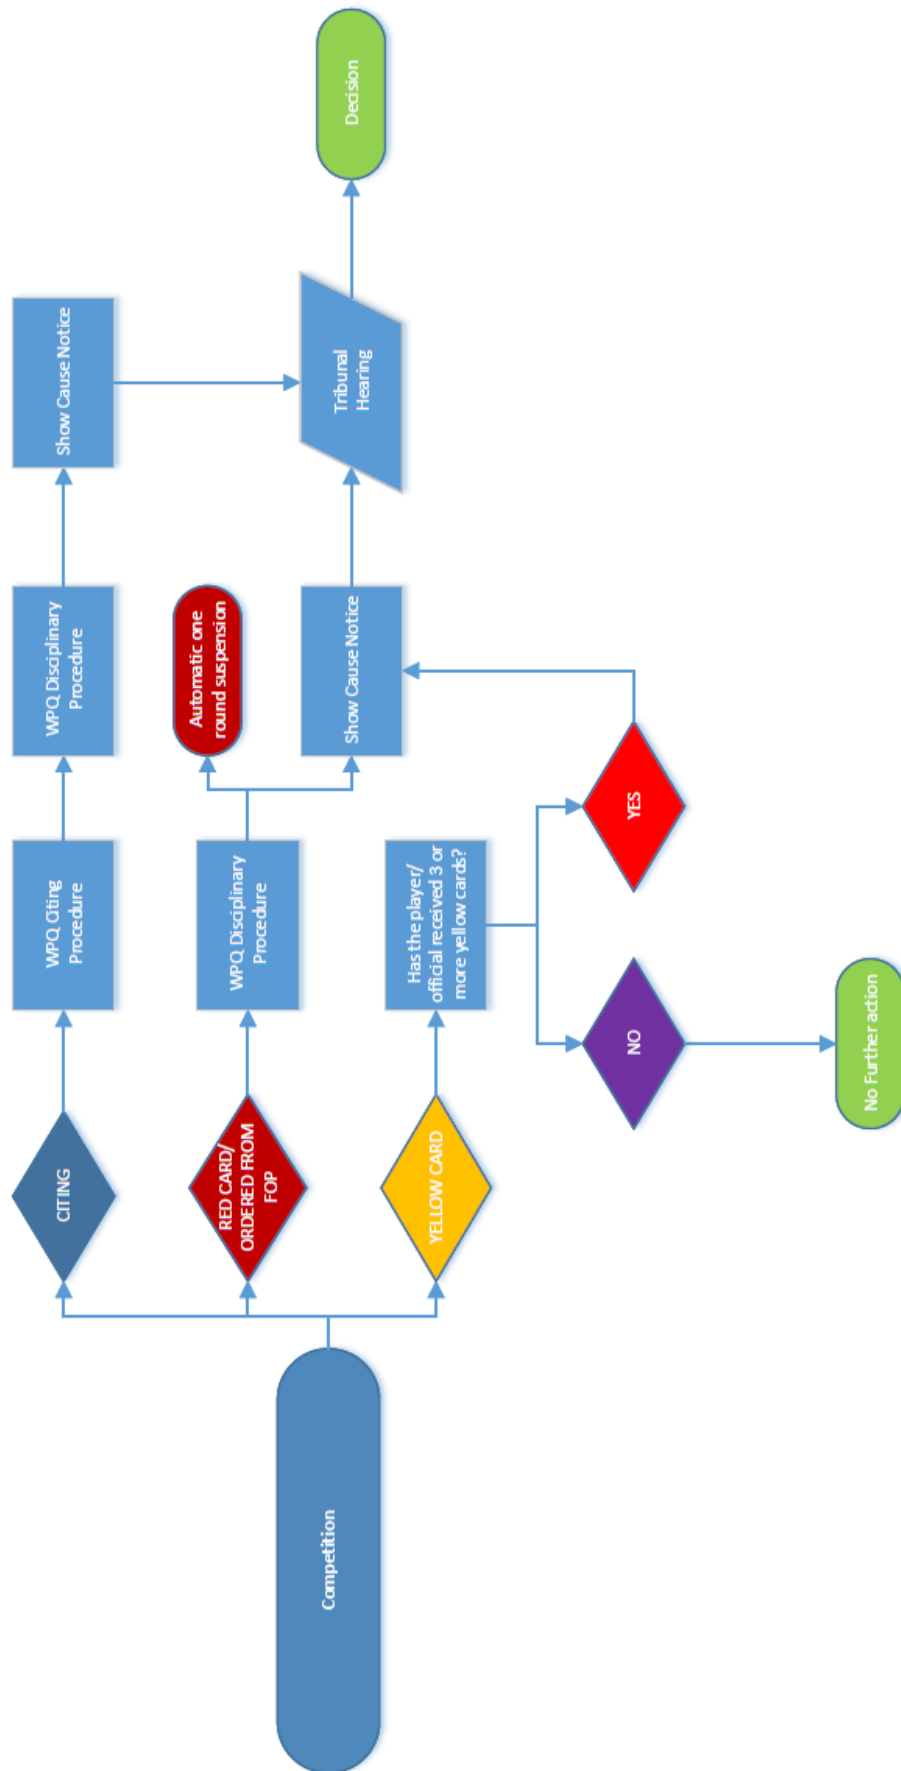 Competition
CITING
WPQ Citing
Procedure
WPQ Disciplinary
Procedure
Show Cause Notice
RED CARD/
ORDERED FROM
FOP
WPQ Disciplinary
Procedure
Automatic one
round suspension
Show Cause Notice
Tribunal
Hearing
Decision
YELLOW CARD
Has the player/
official received 3 or
more yellow cards?
NO
YES
No Further action